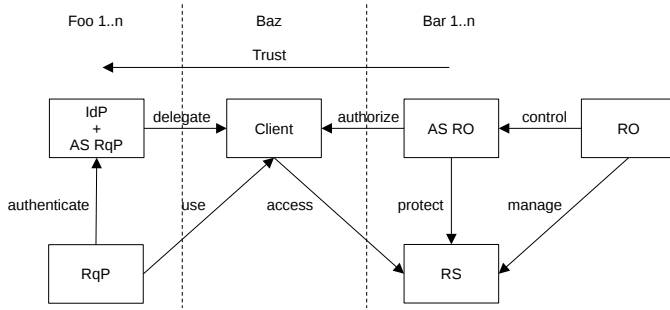 Foo 1..n
Baz
Bar 1..n
Trust
IdP
+
AS RqP
delegate
Client
authorize
AS RO
control
RO
authenticate
use
access
protect
manage
RqP
RS